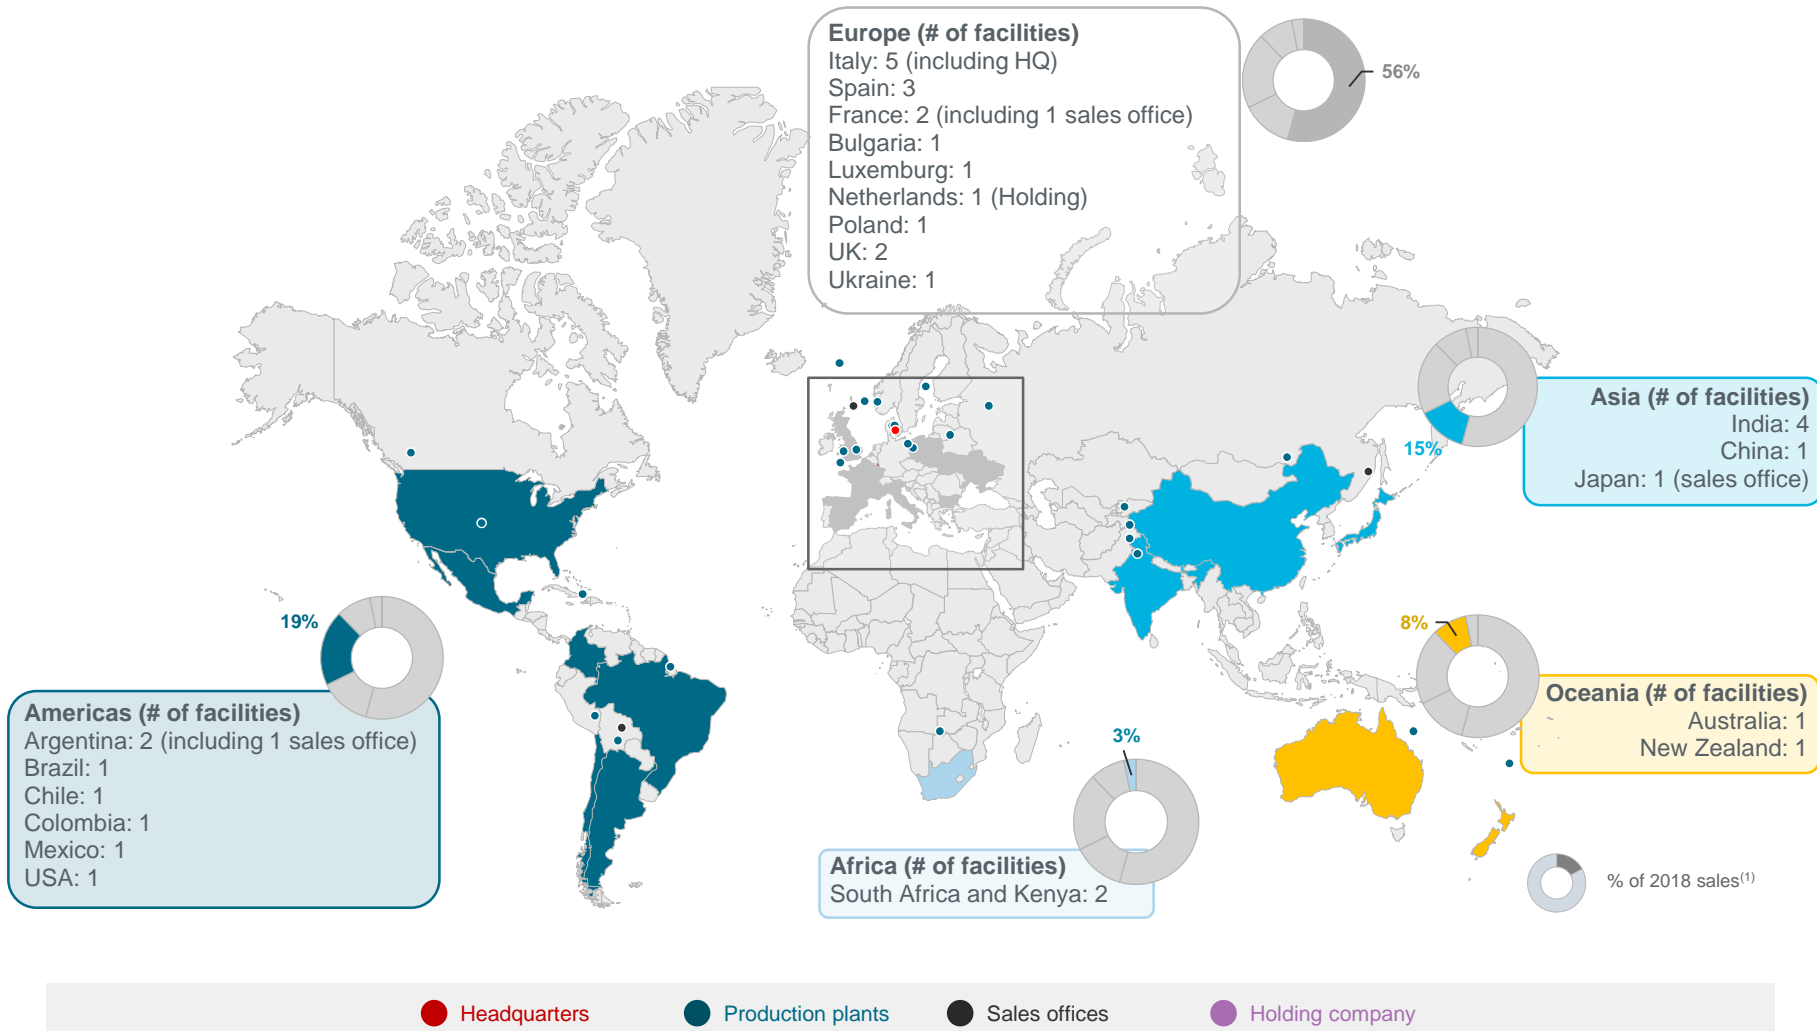 Europe (# of facilities)
Italy: 5 (including HQ)
Spain: 3
France: 2 (including 1 sales office)
Bulgaria: 1
Luxemburg: 1
Netherlands: 1 (Holding)
Poland: 1
UK: 2
Ukraine: 1
56%
Asia (# of facilities)
India: 4
China: 1
Japan: 1 (sales office)
15%
19%
Americas (# of facilities)
Argentina: 2 (including 1 sales office)
Brazil: 1
Chile: 1
Colombia: 1
Mexico: 1
USA: 1
8%
Oceania (# of facilities)
Australia: 1
New Zealand: 1
3%
Africa (# of facilities)
South Africa and Kenya: 2
% of 2018 sales(1)
Headquarters
Production plants
Sales offices
Holding company